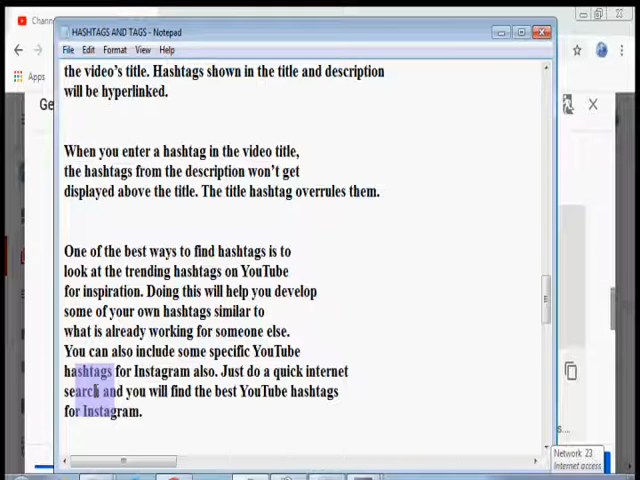 Chann
HASHTAGS AND TAGS - Notepad
File Edit Format View Help
Apps
Ge
the video's title. Hashtags shown in the title and description
will be hyperlinked.
When you enter a hashtag in the video title,
the hashtags from the description won't get
displayed above the title. The title hashtag overrules them.
One of the best ways to find hashtags is to
look at the trending hashtags on YouTube
for inspiration. Doing this will help you develop
some of your own hashtags similar to
what is already working for someone else.
You can also include some specific YouTube
hashtags for Instagram also. Just do a quick internet
search and you will find the best YouTube hashtags
for Instagram.
Network 23
Internet access